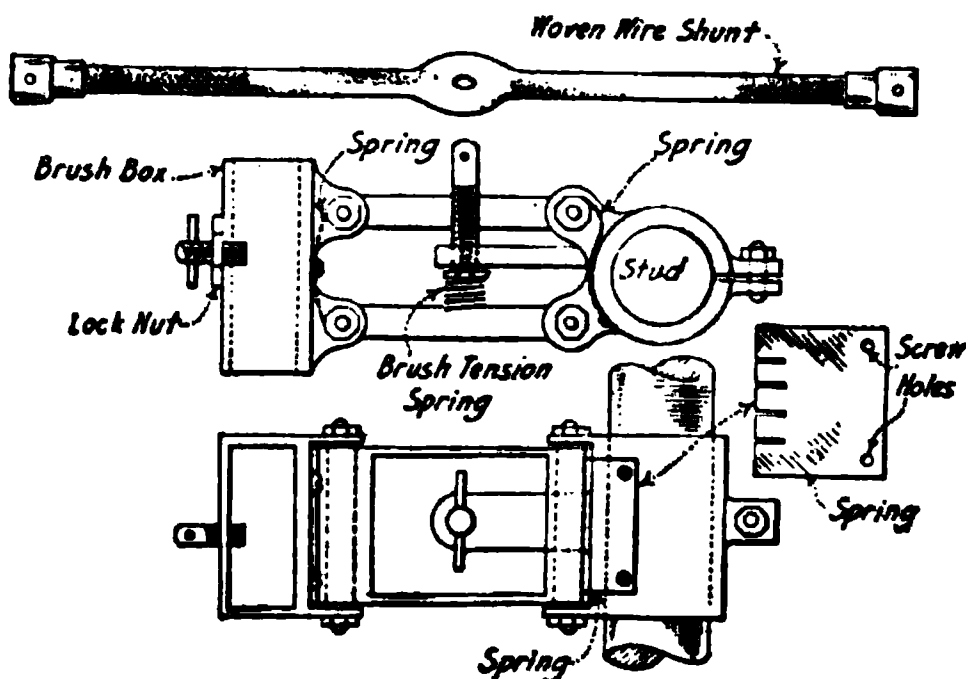 Woven Wire Shunt
Spring
Spring
Brush Box
Stud
Lock Nut
Brush Tension
Spring
Screw
Holes
Spring
Spring